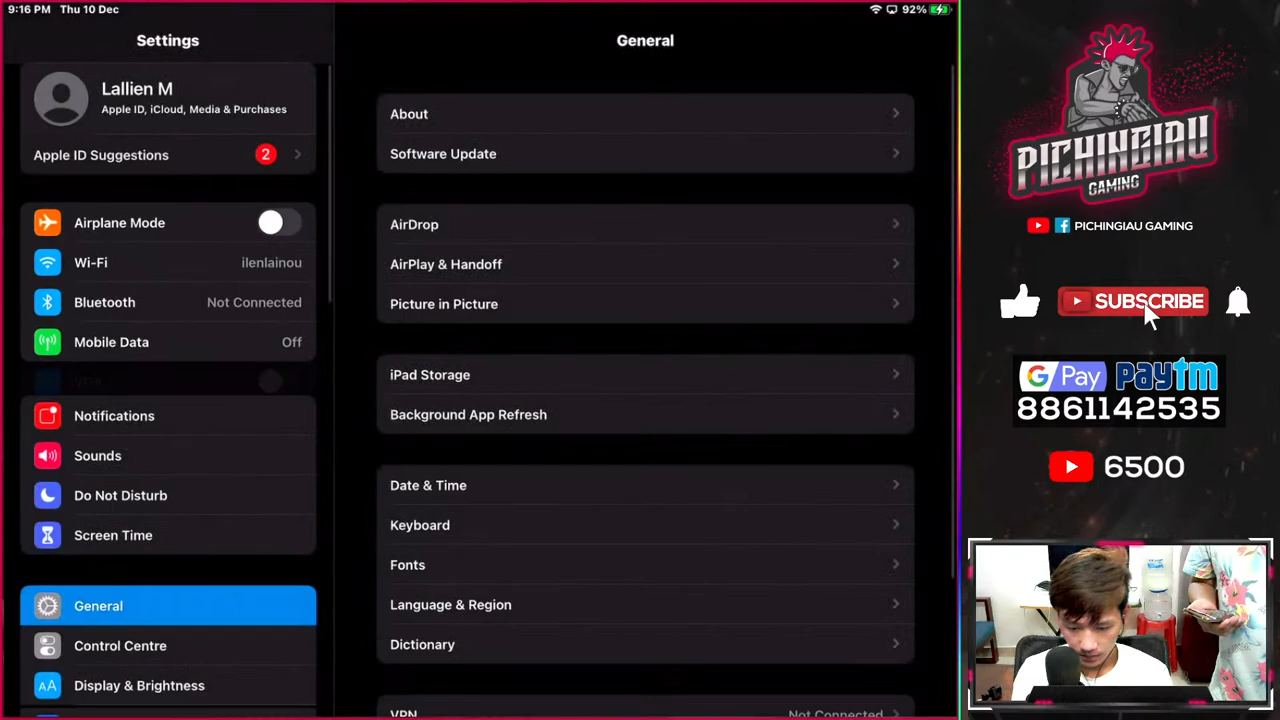 9:16 PM Thu 10 Dec
92%
Settings
Lallien M
Apple ID, iCloud, Media & Purchases
Apple ID Suggestions 2
Airplane Mode
Wi-Fi ilenlainou
Bluetooth Not Connected
Mobile Data Off
VPN
Notifications
Sounds
Do Not Disturb
Screen Time
General
Control Centre
AA Display & Brightness
General
About
Software Update
AirDrop
AirPlay & Handoff
Picture in Picture
iPad Storage
Background App Refresh
Date & Time
Keyboard
Fonts
Language & Region
Dictionary
VPN Not Connected
PICHINGIAU
GAMING
PICHINGIAU GAMING
SUBSCRIBE
G Pay paytm
8861142535
6500